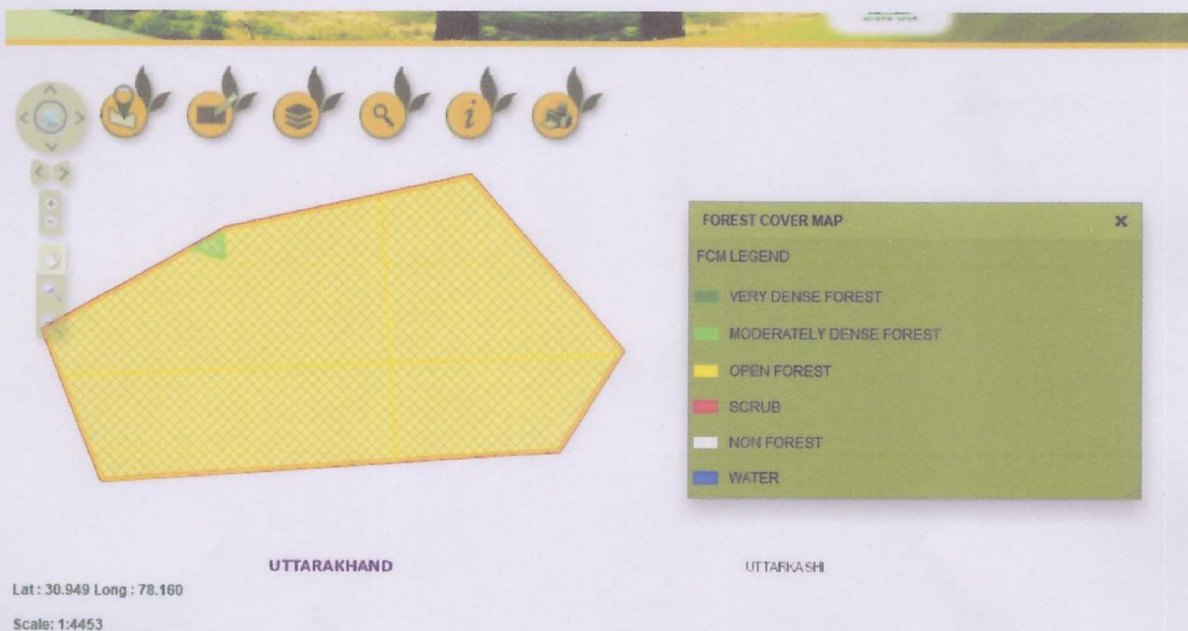 FOREST COVER MAP
FCM LEGEND
VERY DENSE FOREST
MODERATELY DENSE FOREST
OPEN FOREST
SCRUB
NON FOREST
WATER
UTTARAKHAND
UTTARKASHI
Lat : 30.949 Long : 78.160
Scale: 1:4453